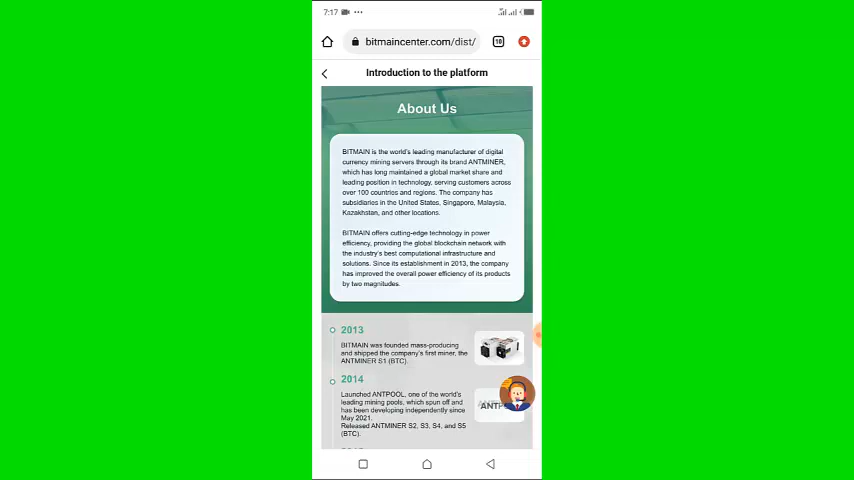 7:17
bitmaincenter.com/dist/
10
Introduction to the platform
About Us
BITMAIN is the world's leading manufacturer of digital
currency mining servers through its brand ANTMINER,
which has long maintained a global market share and
leading position in technology, serving customers across
over 100 countries and regions. The company has
subsidiaries in the United States, Singapore, Malaysia,
Kazakhstan, and other locations.
BITMAIN offers cutting-edge technology in power
efficiency, providing the global blockchain network with
the industry's best computational infrastructure and
solutions. Since its establishment in 2013, the company
has improved the overall power efficiency of its products
by two magnitudes.
2013
BITMAIN was founded mass-producing
and shipped the company's first miner, the
ANTMINER S1 (BTC).
2014
Launched ANTPOOL, one of the world's
leading mining pools, which spun off and
has been developing independently since
May 2021.
Released ANTMINER S2, S3, S4, and S5
(BTC).